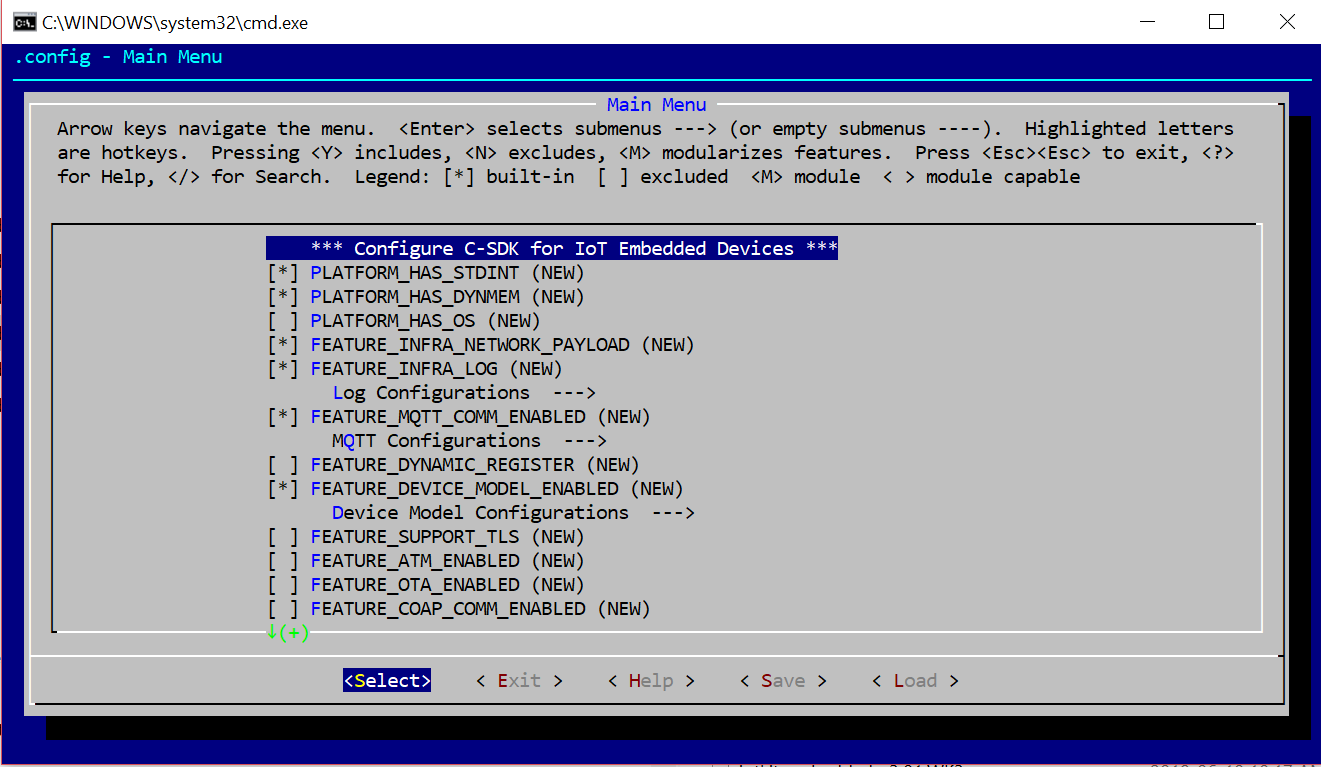 C:\WINDOWS\system32\cmd.exe
.config - Main Menu
Main Menu
Arrow keys navigate the menu.  <Enter> selects submenus ---> (or empty submenus ----).  Highlighted letters
are hotkeys.  Pressing <Y> includes, <N> excludes, <M> modularizes features.  Press <Esc><Esc> to exit, <?>
for Help, </> for Search.  Legend: [*] built-in  [ ] excluded  <M> module  < > module capable
*** Configure C-SDK for IoT Embedded Devices ***
[*] PLATFORM_HAS_STDINT (NEW)
[*] PLATFORM_HAS_DYNMEM (NEW)
[ ] PLATFORM_HAS_OS (NEW)
[*] FEATURE_INFRA_NETWORK_PAYLOAD (NEW)
[*] FEATURE_INFRA_LOG (NEW)
Log Configurations  --->
[*] FEATURE_MQTT_COMM_ENABLED (NEW)
MQTT Configurations  --->
[ ] FEATURE_DYNAMIC_REGISTER (NEW)
[*] FEATURE_DEVICE_MODEL_ENABLED (NEW)
Device Model Configurations  --->
[ ] FEATURE_SUPPORT_TLS (NEW)
[ ] FEATURE_ATM_ENABLED (NEW)
[ ] FEATURE_OTA_ENABLED (NEW)
[ ] FEATURE_COAP_COMM_ENABLED (NEW)
↓(+)
<Select>    < Exit >    < Help >    < Save >    < Load >